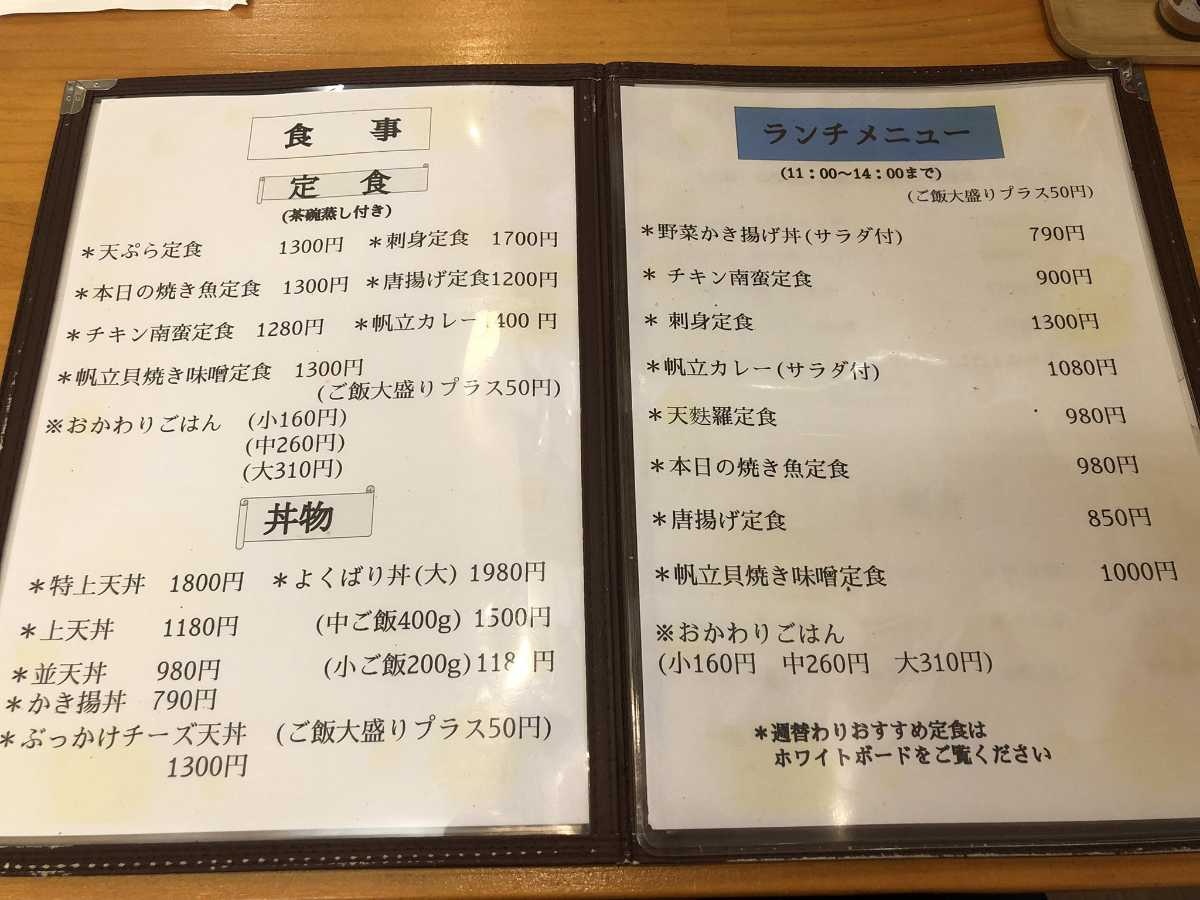 食 事
定 食
(茶碗蒸し付き)
＊天ぷら定食 1300円 ＊刺身定食 1700円
＊本日の焼き魚定食 1300円 ＊唐揚げ定食1200円
＊チキン南蛮定食 1280円 ＊帆立カレー 400 円
＊帆立貝焼き味噌定食 1300円
(ご飯大盛りプラス50円)
※おかわりごはん (小160円)
(中260円)
(大310円)
丼物
＊特上天丼 1800円 ＊よくばり丼(大) 1980円
＊上天丼 1180円 (中ご飯400g) 1500円
＊並天丼 980円 (小ご飯200g)118 円
＊かき揚丼 790円
＊ぶっかけチーズ天丼 (ご飯大盛りプラス50円)
1300円
ランチメニュー
(11：00～14：00まで)
(ご飯大盛りプラス50円)
＊野菜かき揚げ丼(サラダ付) 790円
＊ チキン南蛮定食 900円
＊ 刺身定食 1300円
＊帆立カレー(サラダ付) 1080円
＊天麩羅定食 980円
＊本日の焼き魚定食 980円
＊唐揚げ定食 850円
＊帆立貝焼き味噌定食 1000円
※おかわりごはん
(小160円 中260円 大310円)
＊週替わりおすすめ定食は
ホワイトボードをご覧ください